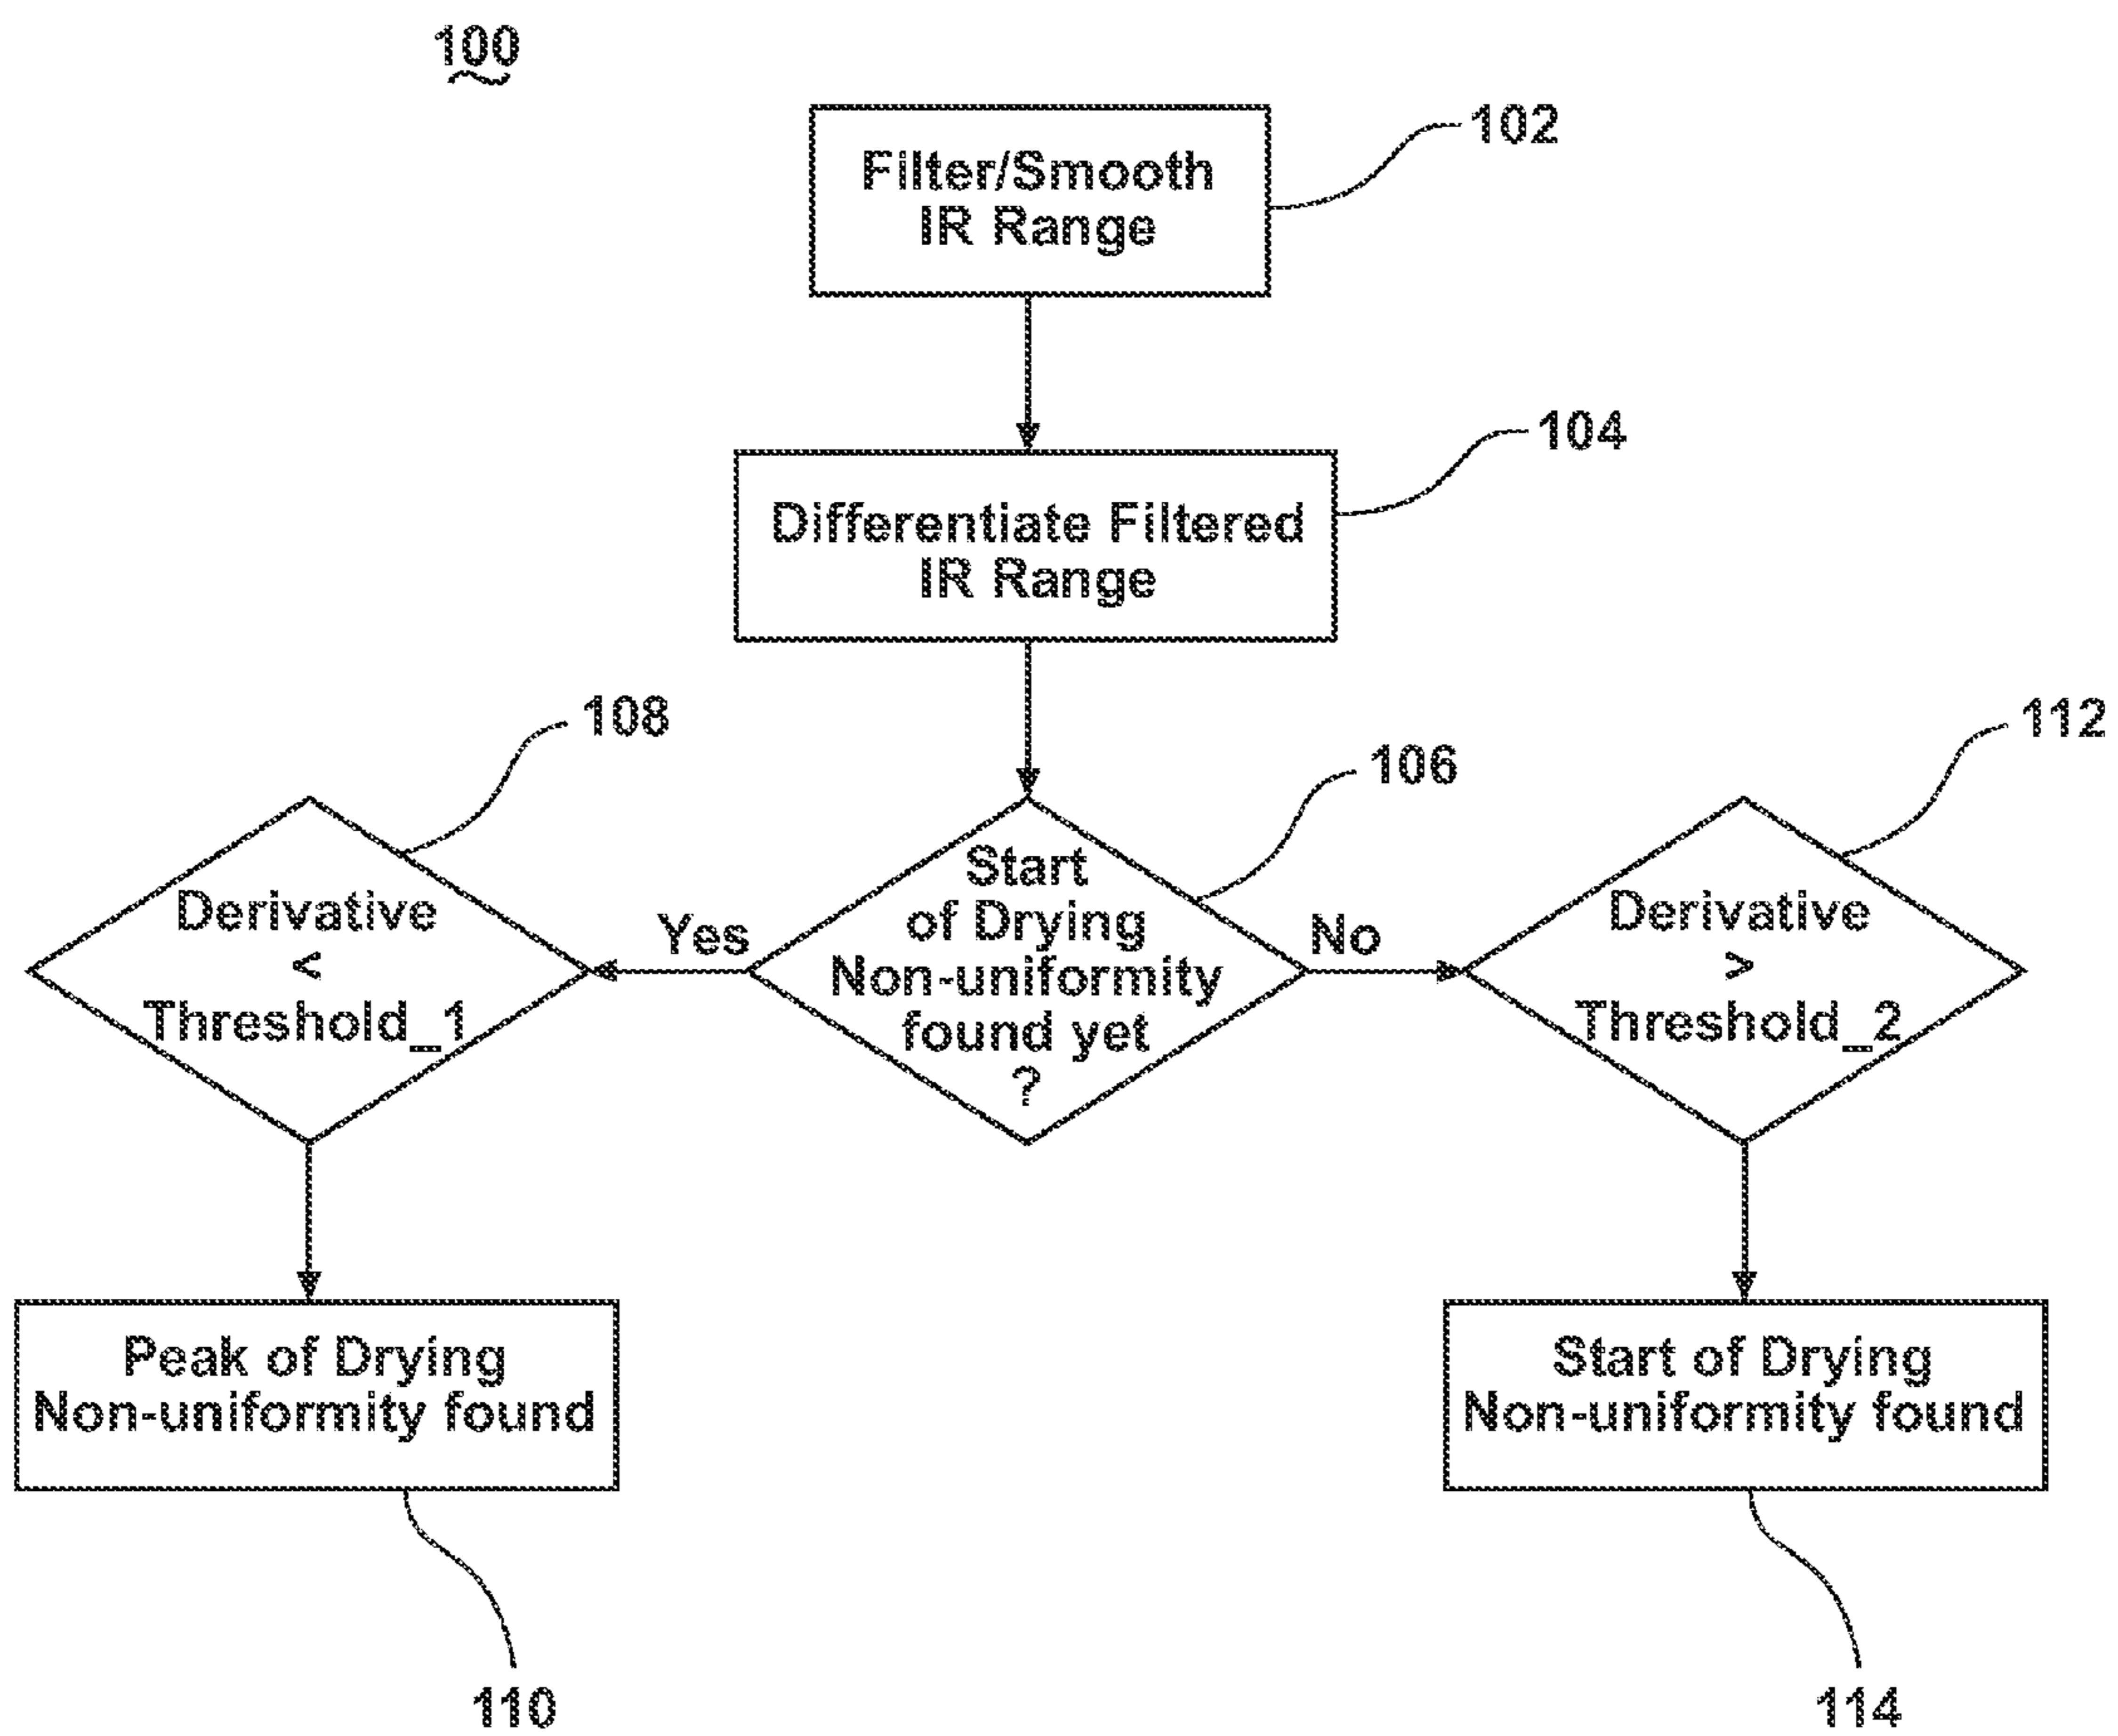 100
Filter/Smooth
IR Range
102
Differentiate Filtered
IR Range
104
108
106
112
Derivative
<
Threshold_1
Yes
Start
of Drying
Non-uniformity
found yet
?
No
Derivative
>
Threshold_2
Peak of Drying
Non-uniformity found
Start of Drying
Non-uniformity found
110
114